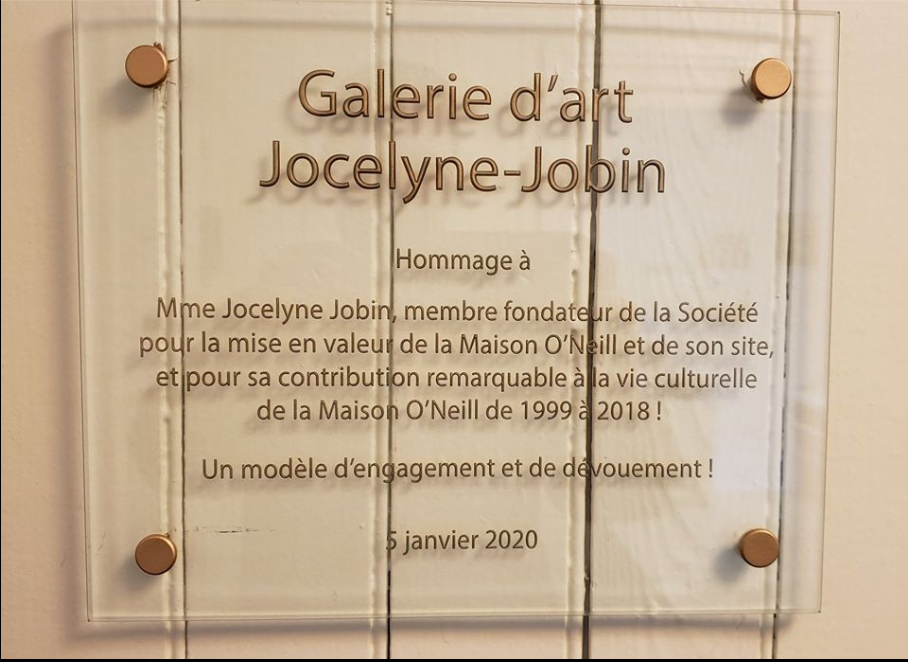 Galerie d'art
Jocelyne-Jobin
Hommage à
Mme Jocelyne Jobin, membre fondateur de la Société
pour la mise en valeur de la Maison O'Neill et de son site,
et pour sa contribution remarquable à la vie culturelle
de la Maison O'Neill de 1999 à 2018 !
Un modèle d'engagement et de dévouement !
5 janvier 2020